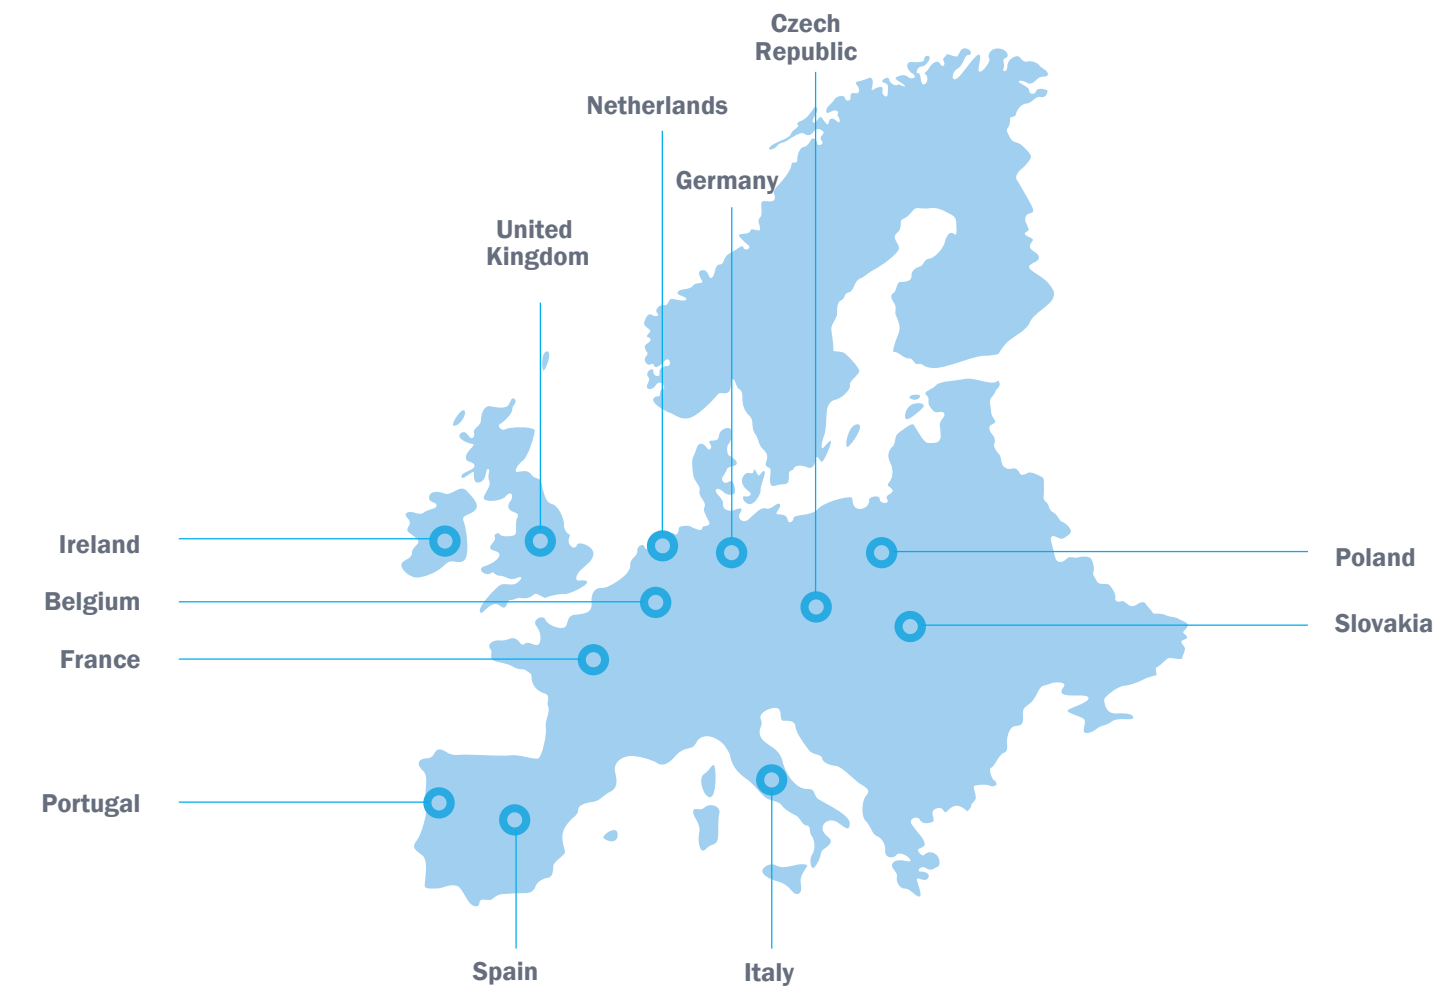 Czech
Republic
Netherlands
Germany
United
Kingdom
Ireland
Poland
Belgium
Slovakia
France
Portugal
Spain
Italy